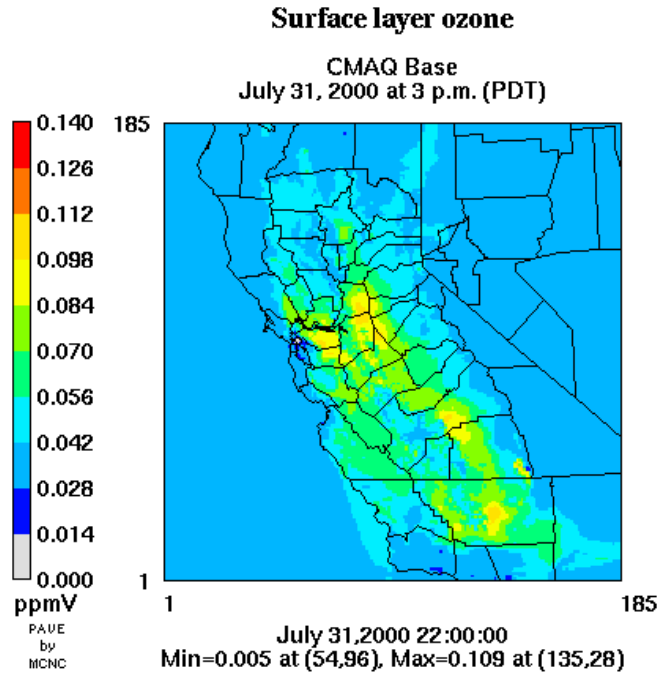 Surface layer ozone
CMAQ Base
July 31, 2000 at 3 p.m. (PDT)
0.140
0.126
0.112
0.098
0.084
0.070
0.056
0.042
0.028
0.014
0.000
ppmV
PAVE
by
MCNC
185
1
1
185
July 31,2000 22:00:00
Min=0.005 at (54,96), Max=0.109 at (135,28)